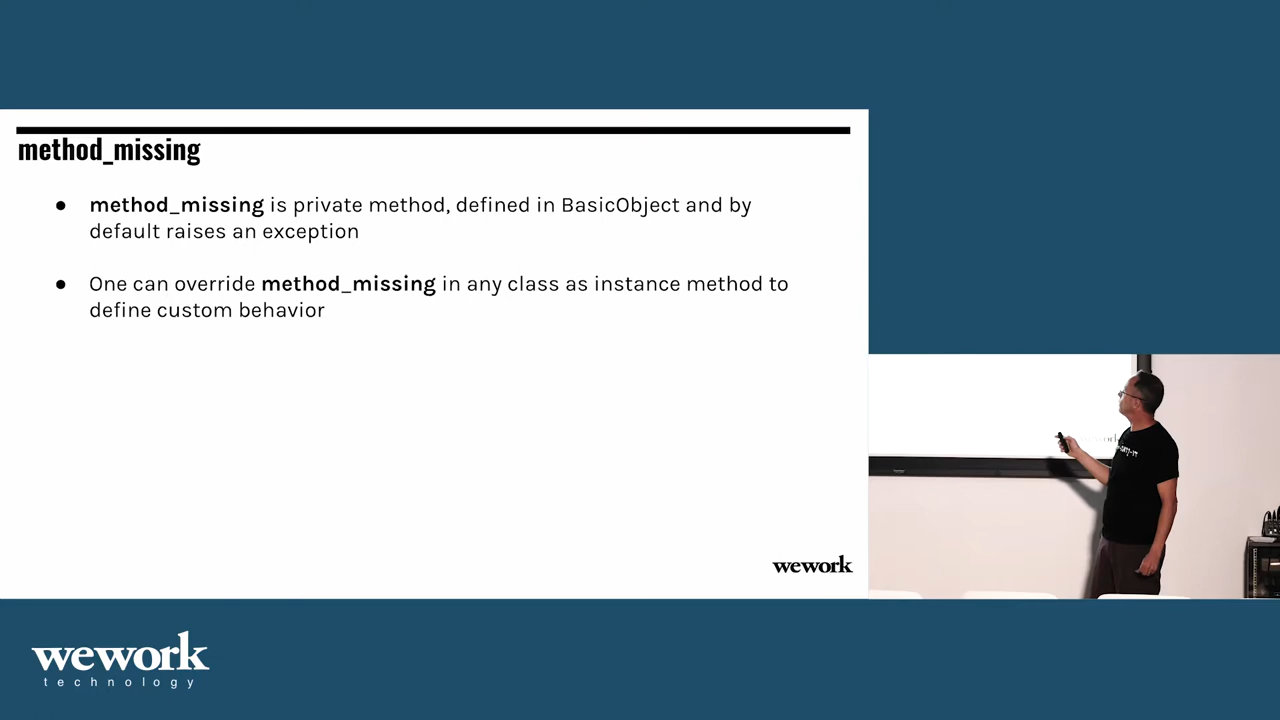 method_missing
● method_missing is private method, defined in BasicObject and by
default raises an exception
● One can override method_missing in any class as instance method to
define custom behavior
wework
wework
technology